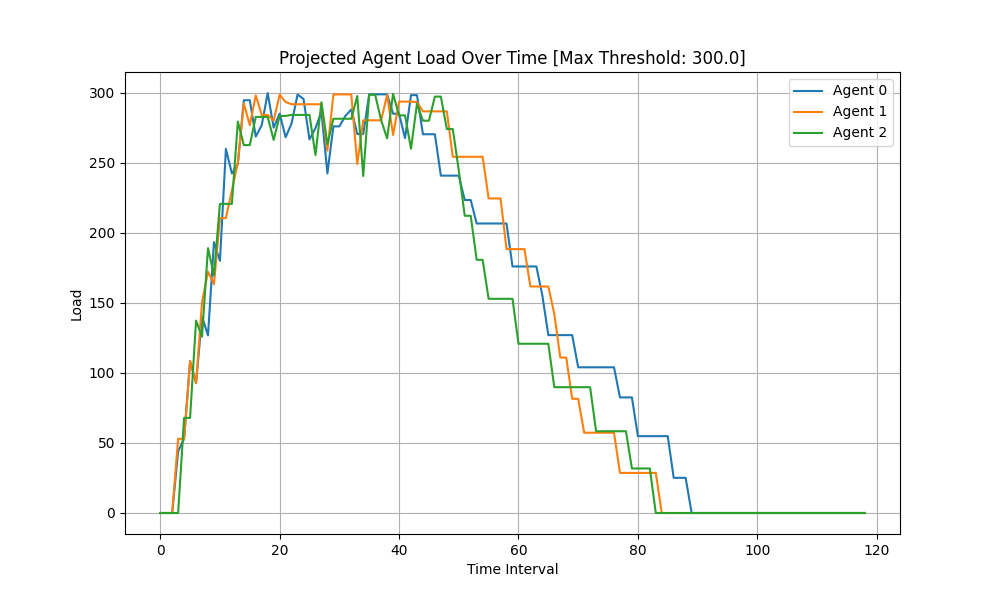 Projected Agent Load Over Time [Max Threshold: 300.0]
Agent 0
Agent 1
Agent 2
300
250
200
150
100
50
0
Load
0 20 40 60 80 100 120
Time Interval